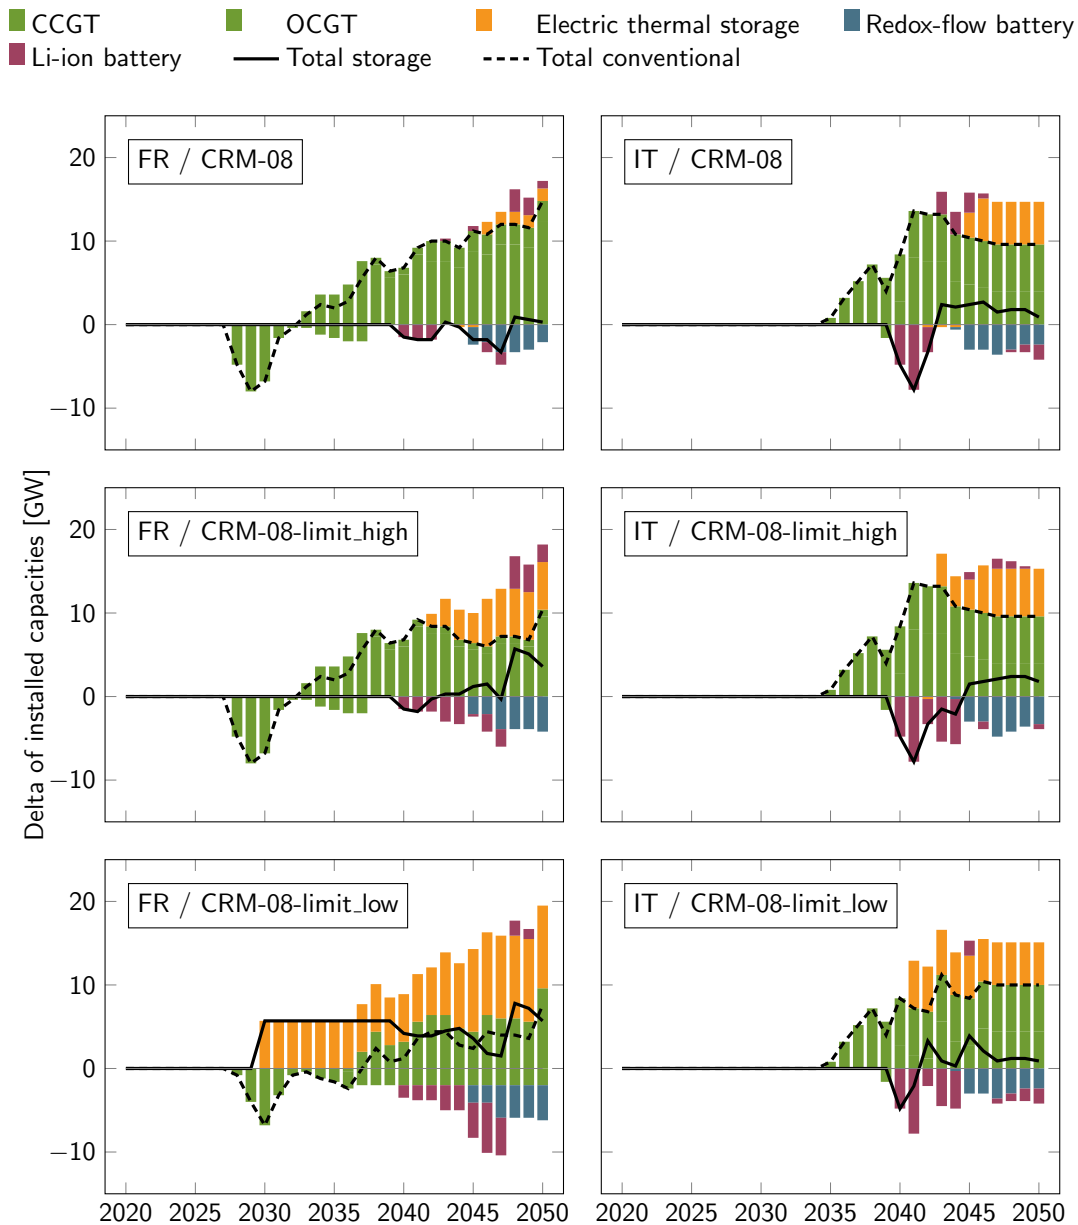 CCGT OCGT Electric thermal storage Redox-flow battery
Li-ion battery Total storage Total conventional
FR / CRM-08
IT / CRM-08
20
10
0
−10
FR / CRM-08-limit_high
IT / CRM-08-limit_high
20
10
0
−10
Delta of installed capacities [GW]
FR / CRM-08-limit_low
IT / CRM-08-limit_low
20
10
0
−10
2020 2025 2030 2035 2040 2045 2050
2020 2025 2030 2035 2040 2045 2050